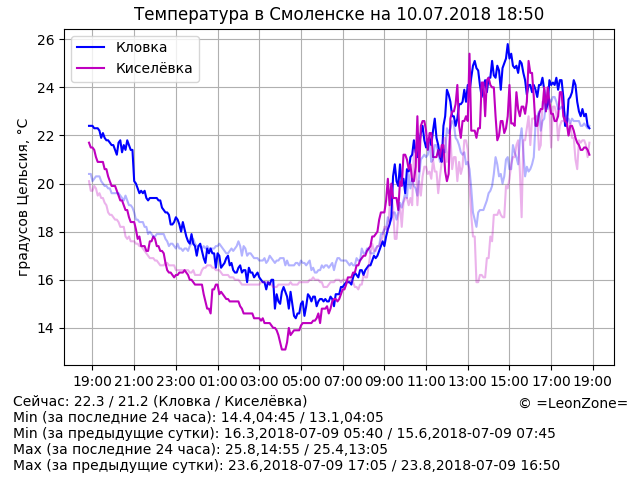 Температура в Смоленске на 10.07.2018 18:50
градусов Цельсия, °C
26
24
22
20
18
16
14
Кловка
Киселёвка
19:00 21:00 23:00 01:00 03:00 05:00 07:00 09:00 11:00 13:00 15:00 17:00 19:00
Сейчас: 22.3 / 21.2 (Кловка / Киселёвка)
© =LeonZone=
Min (за последние 24 часа): 14.4,04:45 / 13.1,04:05
Min (за предыдущие сутки): 16.3,2018-07-09 05:40 / 15.6,2018-07-09 07:45
Max (за последние 24 часа): 25.8,14:55 / 25.4,13:05
Max (за предыдущие сутки): 23.6,2018-07-09 17:05 / 23.8,2018-07-09 16:50